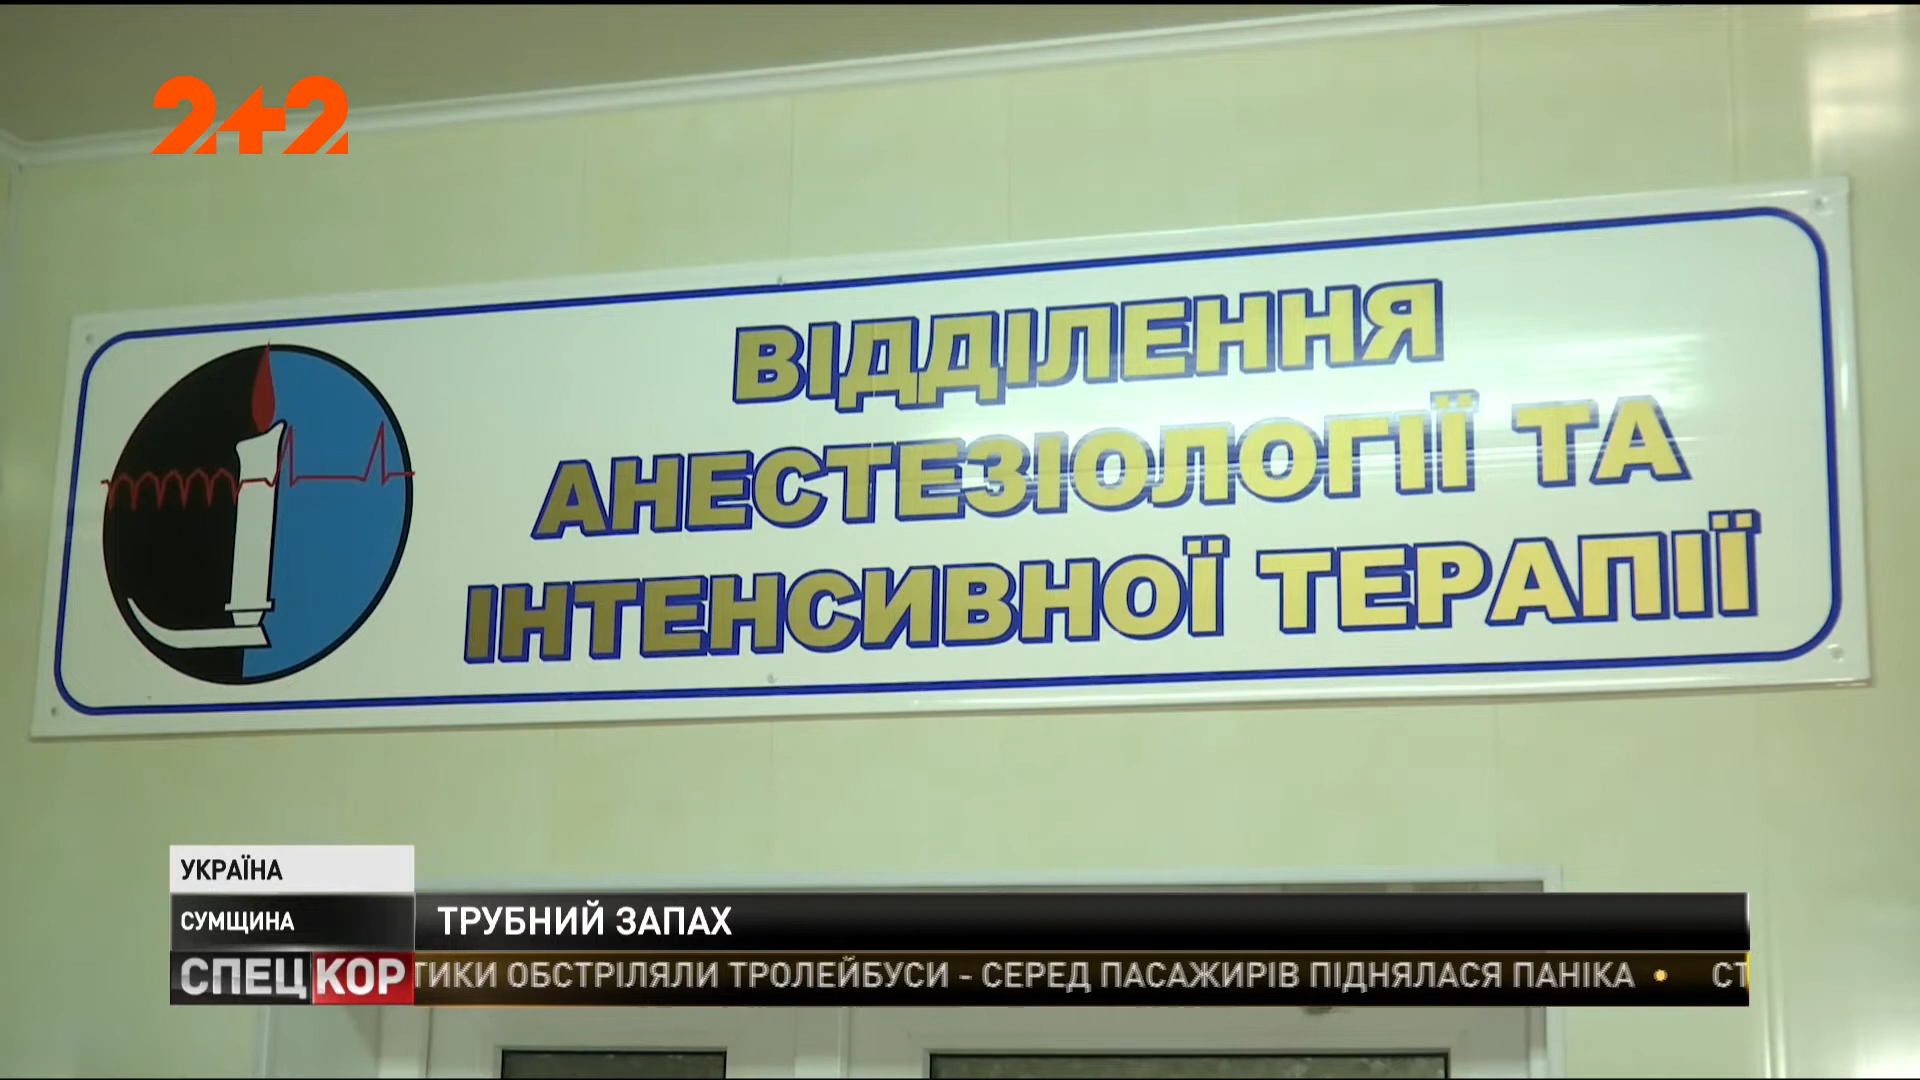 2+2
ВІДДІЛЕННЯ
АНЕСТЕЗІОЛОГІЇ ТА
ІНТЕНСИВНОЇ ТЕРАПІЇ
УКРАЇНА
СУМЩИНА
ТРУБНИЙ ЗАПАХ
СПЕЦКОР
ТИКИ ОБСТРІЛЯЛИ ТРОЛЕЙБУСИ - СЕРЕД ПАСАЖИРІВ ПІДНЯЛАСЯ ПАНІКА • СТ